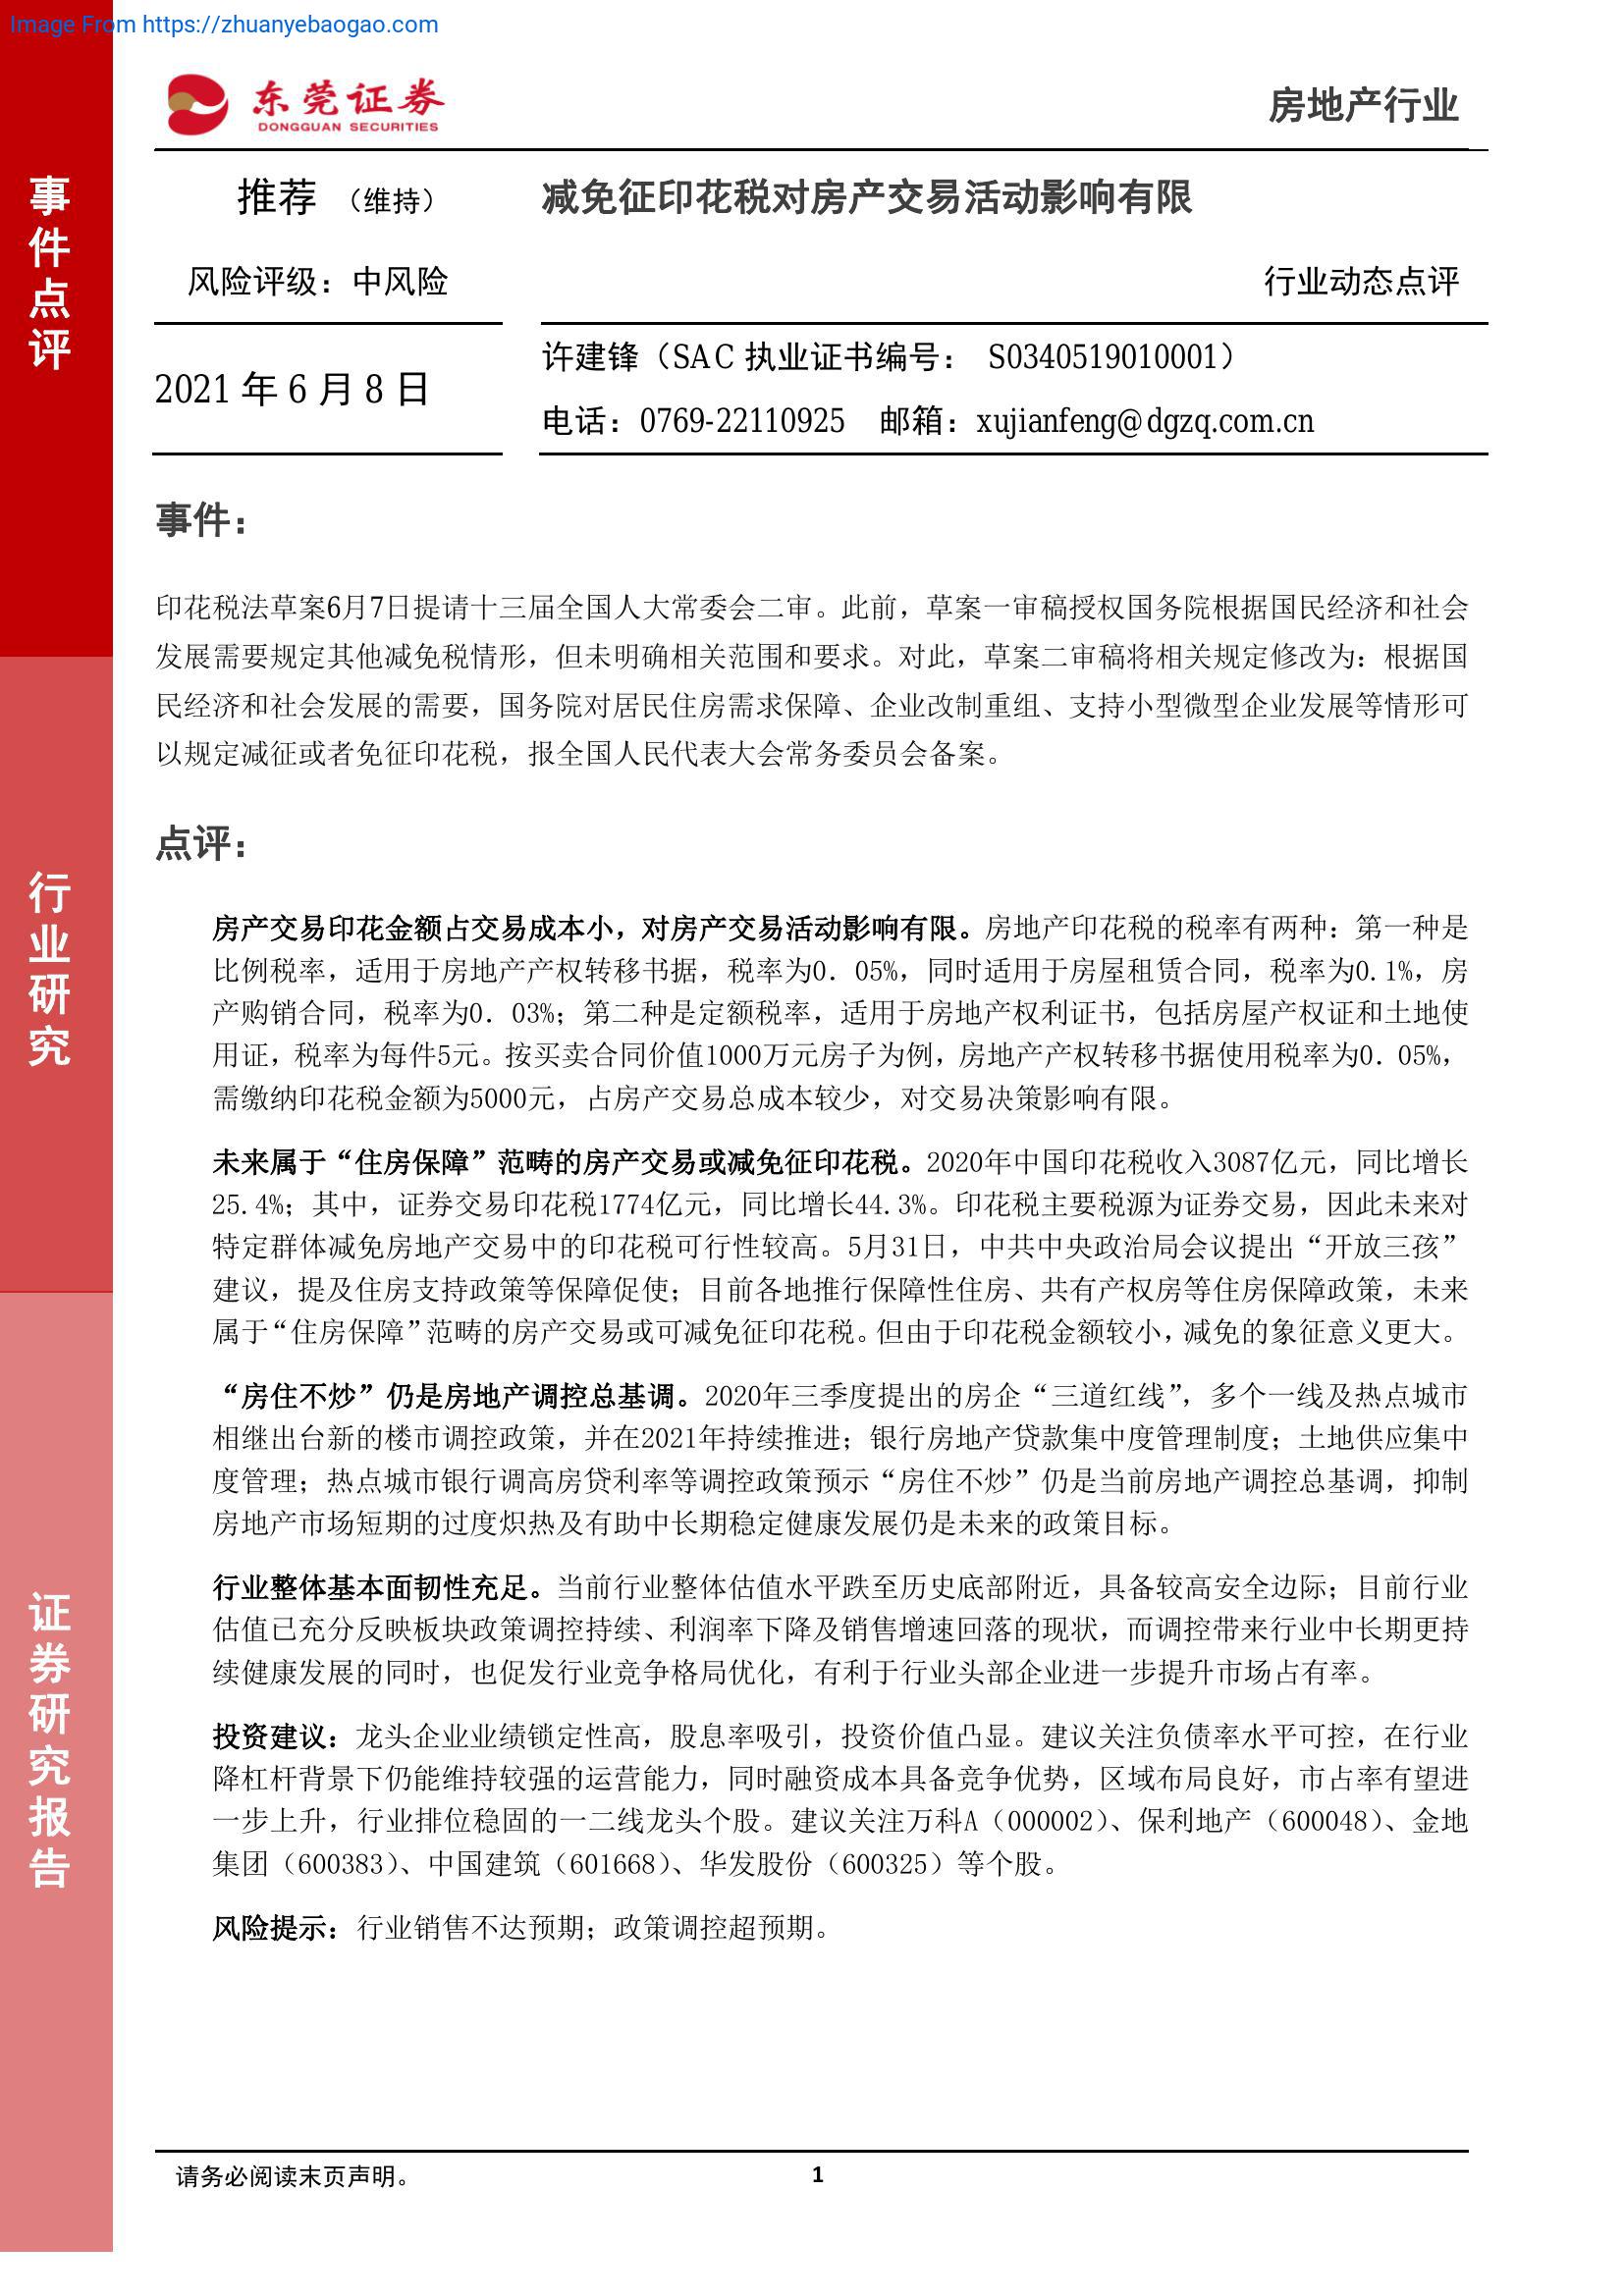 Image From https://zhuanyebaogao.com
东莞证券
DONGGUAN SECURITIES
房地产行业
事件点评
行业研究
证券研究报告
推荐 （维持）
减免征印花税对房产交易活动影响有限
风险评级：中风险
行业动态点评
2021 年 6 月 8 日
许建锋（SAC 执业证书编号： S0340519010001）
电话：0769-22110925 邮箱：xujianfeng@dgzq.com.cn
事件：
印花税法草案6月7日提请十三届全国人大常委会二审。此前，草案一审稿授权国务院根据国民经济和社会
发展需要规定其他减免税情形，但未明确相关范围和要求。对此，草案二审稿将相关规定修改为：根据国
民经济和社会发展的需要，国务院对居民住房需求保障、企业改制重组、支持小型微型企业发展等情形可
以规定减征或者免征印花税，报全国人民代表大会常务委员会备案。
点评：
房产交易印花金额占交易成本小，对房产交易活动影响有限。房地产印花税的税率有两种：第一种是
比例税率，适用于房地产产权转移书据，税率为0．05%，同时适用于房屋租赁合同，税率为0.1%，房
产购销合同，税率为0．03%；第二种是定额税率，适用于房地产权利证书，包括房屋产权证和土地使
用证，税率为每件5元。按买卖合同价值1000万元房子为例，房地产产权转移书据使用税率为0．05%，
需缴纳印花税金额为5000元，占房产交易总成本较少，对交易决策影响有限。
未来属于“住房保障”范畴的房产交易或减免征印花税。2020年中国印花税收入3087亿元，同比增长
25.4%；其中，证券交易印花税1774亿元，同比增长44.3%。印花税主要税源为证券交易，因此未来对
特定群体减免房地产交易中的印花税可行性较高。5月31日，中共中央政治局会议提出“开放三孩”
建议，提及住房支持政策等保障促使；目前各地推行保障性住房、共有产权房等住房保障政策，未来
属于“住房保障”范畴的房产交易或可减免征印花税。但由于印花税金额较小，减免的象征意义更大。
“房住不炒”仍是房地产调控总基调。2020年三季度提出的房企“三道红线”，多个一线及热点城市
相继出台新的楼市调控政策，并在2021年持续推进；银行房地产贷款集中度管理制度；土地供应集中
度管理；热点城市银行调高房贷利率等调控政策预示“房住不炒”仍是当前房地产调控总基调，抑制
房地产市场短期的过度炽热及有助中长期稳定健康发展仍是未来的政策目标。
行业整体基本面韧性充足。当前行业整体估值水平跌至历史底部附近，具备较高安全边际；目前行业
估值已充分反映板块政策调控持续、利润率下降及销售增速回落的现状，而调控带来行业中长期更持
续健康发展的同时，也促发行业竞争格局优化，有利于行业头部企业进一步提升市场占有率。
投资建议：龙头企业业绩锁定性高，股息率吸引，投资价值凸显。建议关注负债率水平可控，在行业
降杠杆背景下仍能维持较强的运营能力，同时融资成本具备竞争优势，区域布局良好，市占率有望进
一步上升，行业排位稳固的一二线龙头个股。建议关注万科A（000002）、保利地产（600048）、金地
集团（600383）、中国建筑（601668）、华发股份（600325）等个股。
风险提示：行业销售不达预期；政策调控超预期。
请务必阅读末页声明。
1